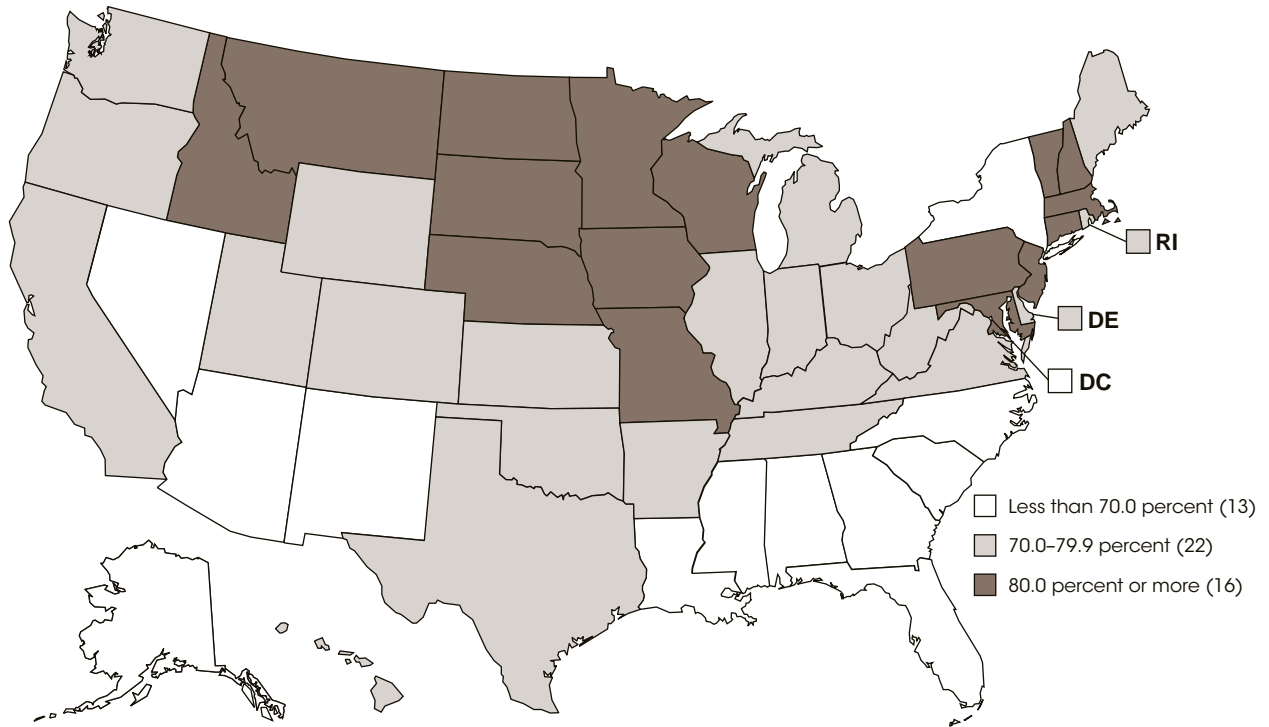 RI
DE
DC
Less than 70.0 percent (13)
70.0–79.9 percent (22)
80.0 percent or more (16)